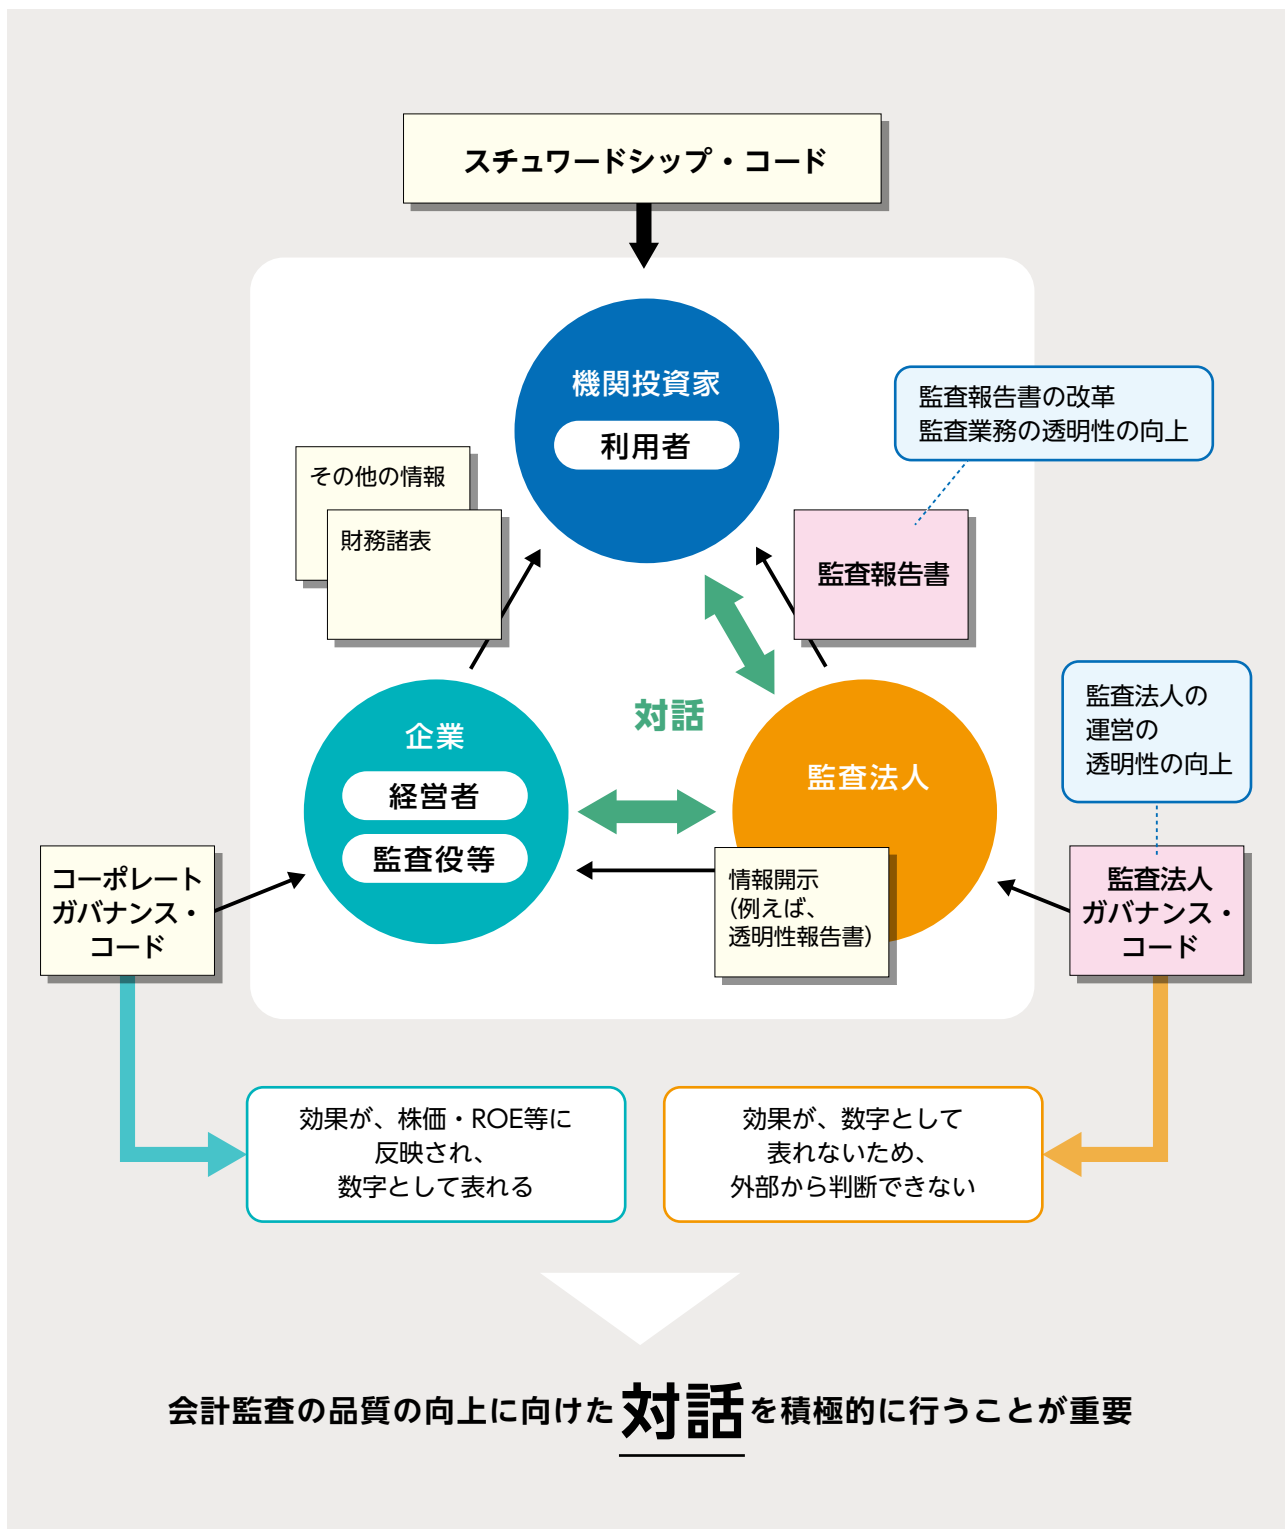 スチュワードシップ・コード
機関投資家
利用者
監査報告書の改革
監査業務の透明性の向上
その他の情報
財務諸表
監査報告書
対話
企業
経営者
監査役等
監査法人
監査法人の
運営の
透明性の向上
コーポレート
ガバナンス・
コード
情報開示
(例えば、
透明性報告書)
監査法人
ガバナンス・
コード
効果が、株価・ROE等に
反映され、
数字として表れる
効果が、数字として
表れないため、
外部から判断できない
会計監査の品質の向上に向けた対話を積極的に行うことが重要